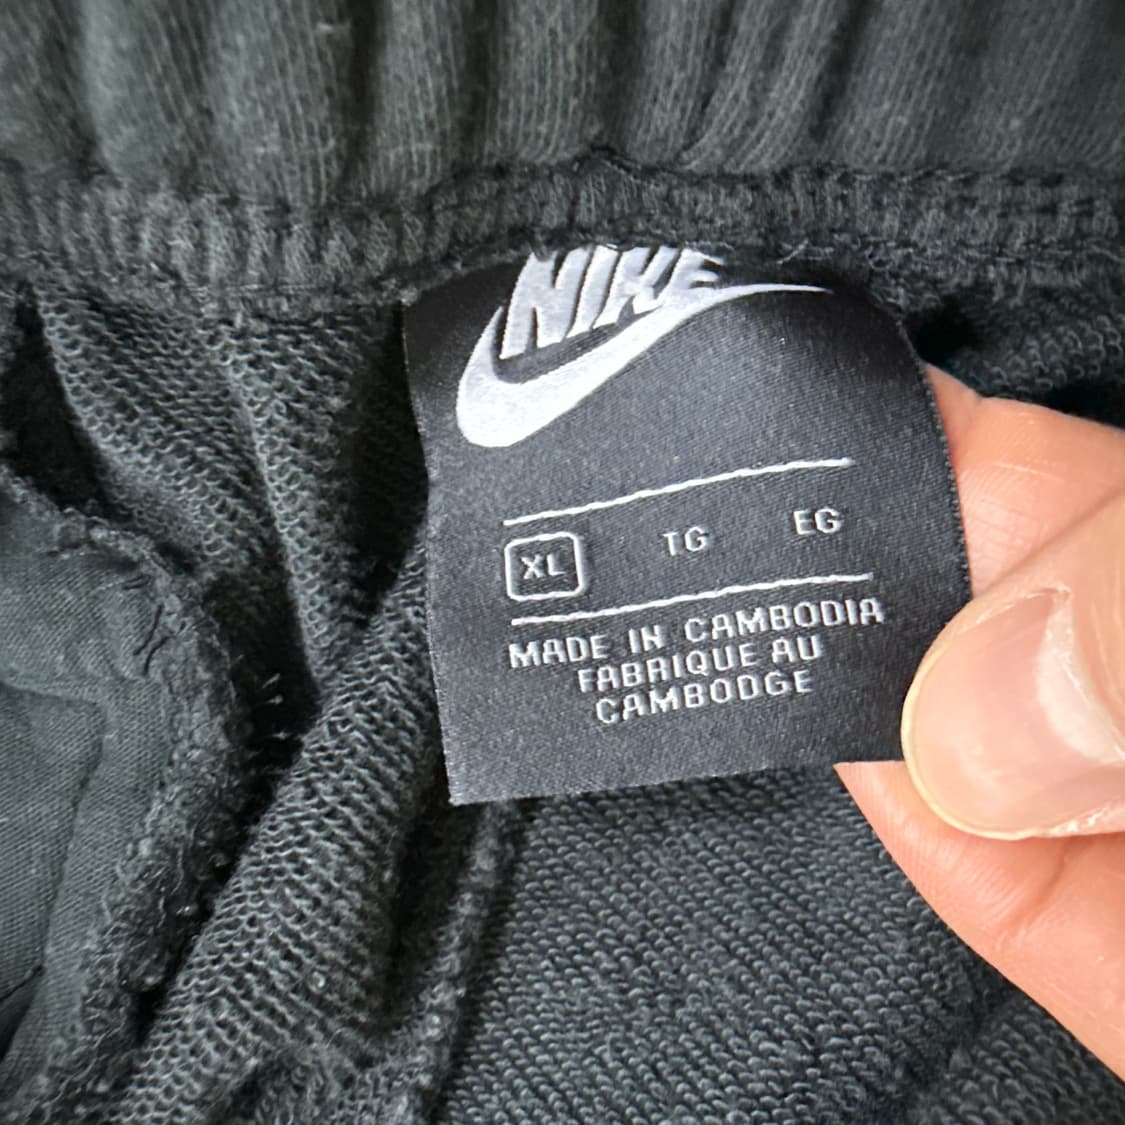 NIKE
XL TG EG
MADE IN CAMBODIA
FABRIQUE AU
CAMBODGE